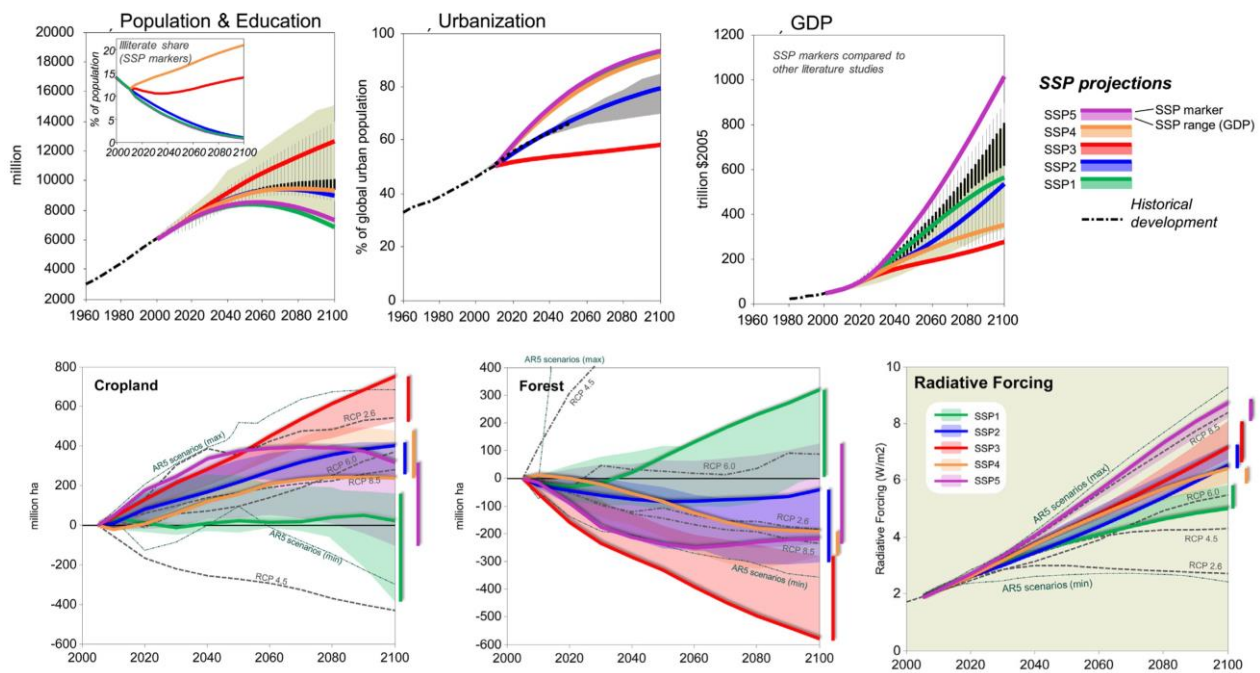 Population & Education
20000
18000
16000
14000
12000
10000
8000
6000
4000
2000
million
1960 1980 2000 2020 2040 2060 2080 2100
Illiterate share
(SSP markers)
20
15
10
5
0
% of population
2000 2020 2040 2060 2080 2100
Urbanization
100
80
60
40
20
0
% of global urban population
1960 1980 2000 2020 2040 2060 2080 2100
GDP
1200
1000
800
600
400
200
0
trillion $2005
SSP markers compared to
other literature studies
1960 1980 2000 2020 2040 2060 2080 2100
SSP projections
SSP5
SSP4
SSP3
SSP2
SSP1
SSP marker
SSP range (GDP)
Historical
development
Cropland
800
600
400
200
0
-200
-400
-600
million ha
AR5 scenarios (max)
RCP 2.6
RCP 6.0
RCP 8.5
AR5 scenarios (min)
RCP 4.5
2000 2020 2040 2060 2080 2100
Forest
400
300
200
100
0
-100
-200
-300
-400
-500
-600
million ha
AR5 scenarios (max)
RCP 4.5
RCP 6.0
RCP 2.6
RCP 8.5
AR5 scenarios (min)
2000 2020 2040 2060 2080 2100
Radiative Forcing
10
8
6
4
2
0
Radiative Forcing (W/m2)
SSP1
SSP2
SSP3
SSP4
SSP5
AR5 scenarios (max)
RCP 8.5
RCP 6.0
RCP 4.5
RCP 2.6
AR5 scenarios (min)
2000 2020 2040 2060 2080 2100